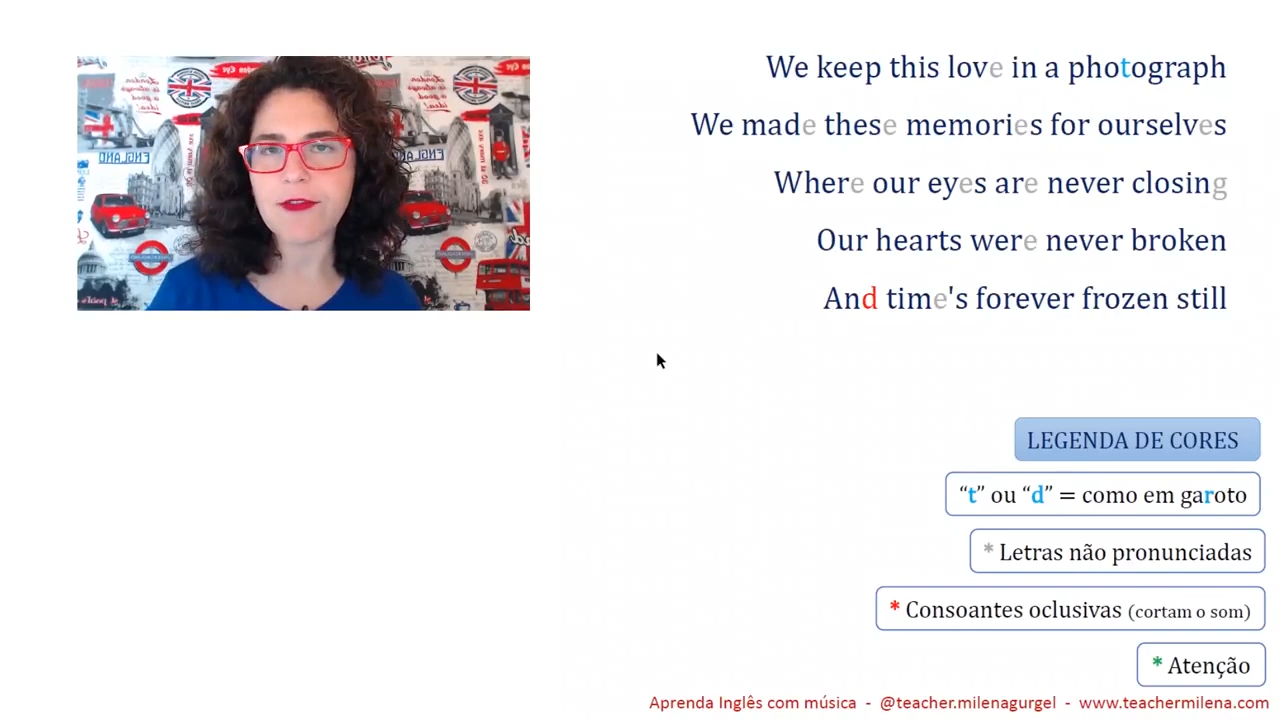 We keep this love in a photograph
We made these memories for ourselves
Where our eyes are never closing
Our hearts were never broken
And time's forever frozen still
LEGENDA DE CORES
“t” ou “d” = como em garoto
* Letras não pronunciadas
* Consoantes oclusivas (cortam o som)
* Atenção
Aprenda Inglês com música - @teacher.milenagurgel - www.teachermilena.com
ENGLAND